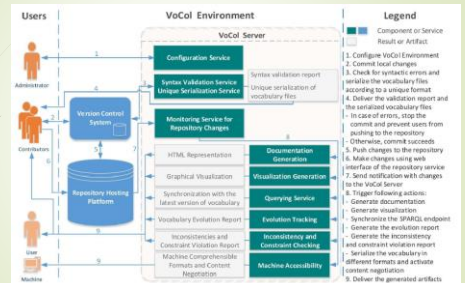 Users
VoCol Environment
Legend
VoCol Server
Component or Service
Result or Artifact
1
Configuration Service
Administrator
Syntax Validation Service
Unique Serialization Service
Syntax validation report
Unique serialization of
vocabulary files
4
3
2
Version-Control
System
Monitoring Service for
Repository Changes
Contributors
5
7
8
6
Repository Hosting
Platform
HTML Representation
Documentation
Generation
Graphical Visualization
Visualization Generation
Synchronization with the
latest version of vocabulary
Querying Service
Vocabulary Evolution Report
Evolution Tracking
9
User
Inconsistencies and
Constraint Violation Report
Inconsistency and
Constraint Checking
9
Machine
Machine Comprehensible
Formats and Content
Negotiation
Machine Accessibility
1. Configure VoCol Environment
2. Commit local changes
3. Check for syntactic errors and
serialize the vocabulary files
according to a unique format
4. Deliver the validation report and
the serialized vocabulary files
- In case of errors, stop the
commit and prevent users from
pushing to the repository
- Otherwise, commit succeeds
5. Push changes to the repository
6. Make changes using web
interface of the repository service
7. Send notification with changes
to the VoCol Server
8. Trigger following actions:
- Generate documentation
- Generate visualization
- Synchronize the SPARQL endpoint
- Generate the evolution report
- Generate the inconsistency
and constraint violation report
- Serialize the vocabulary in
different formats and activate
content negotiation
9. Deliver the generated artifacts